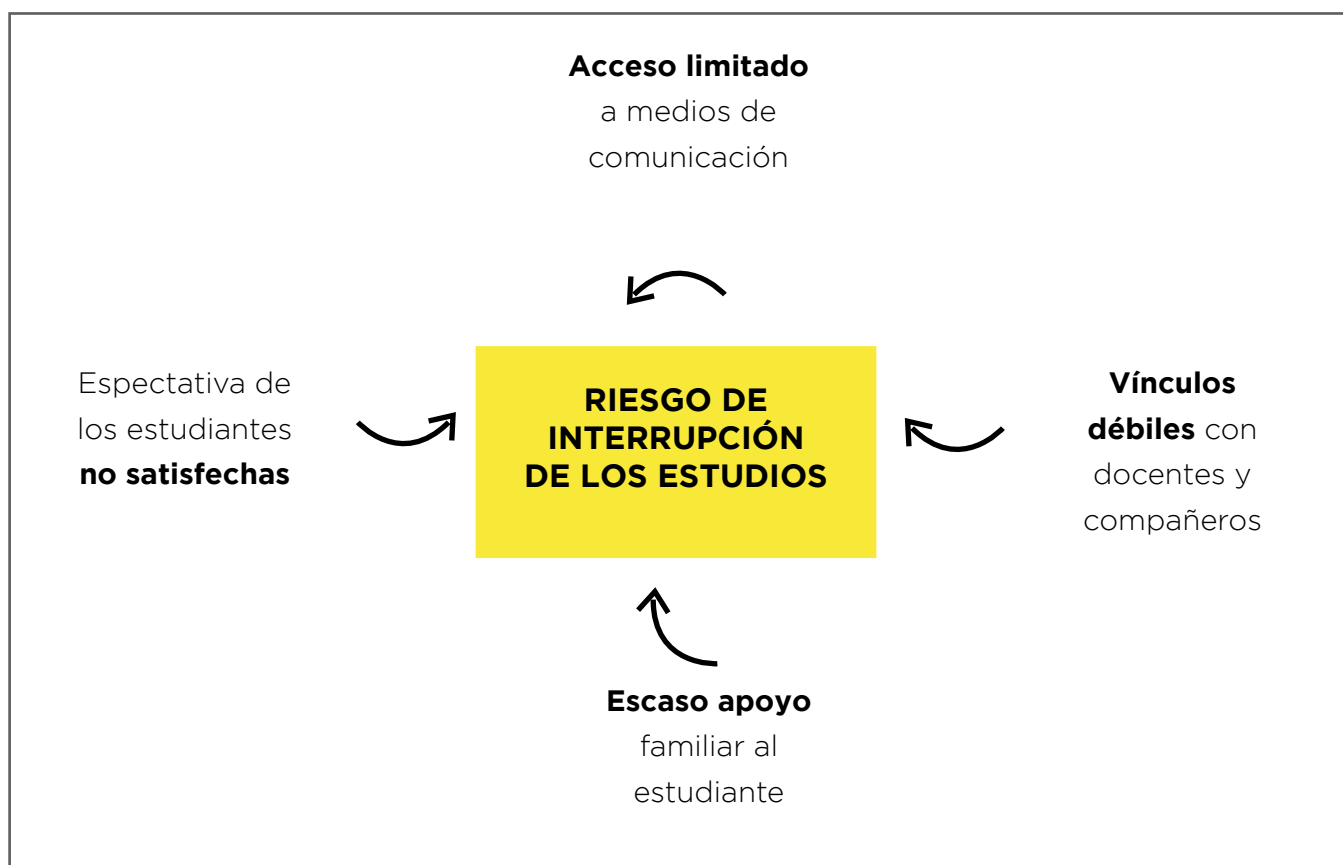 Acceso limitado
a medios de
comunicación
Espectativa de
los estudiantes
no satisfechas
RIESGO DE
INTERRUPCIÓN
DE LOS ESTUDIOS
Vínculos
débiles con
docentes y
compañeros
Escaso apoyo
familiar al
estudiante